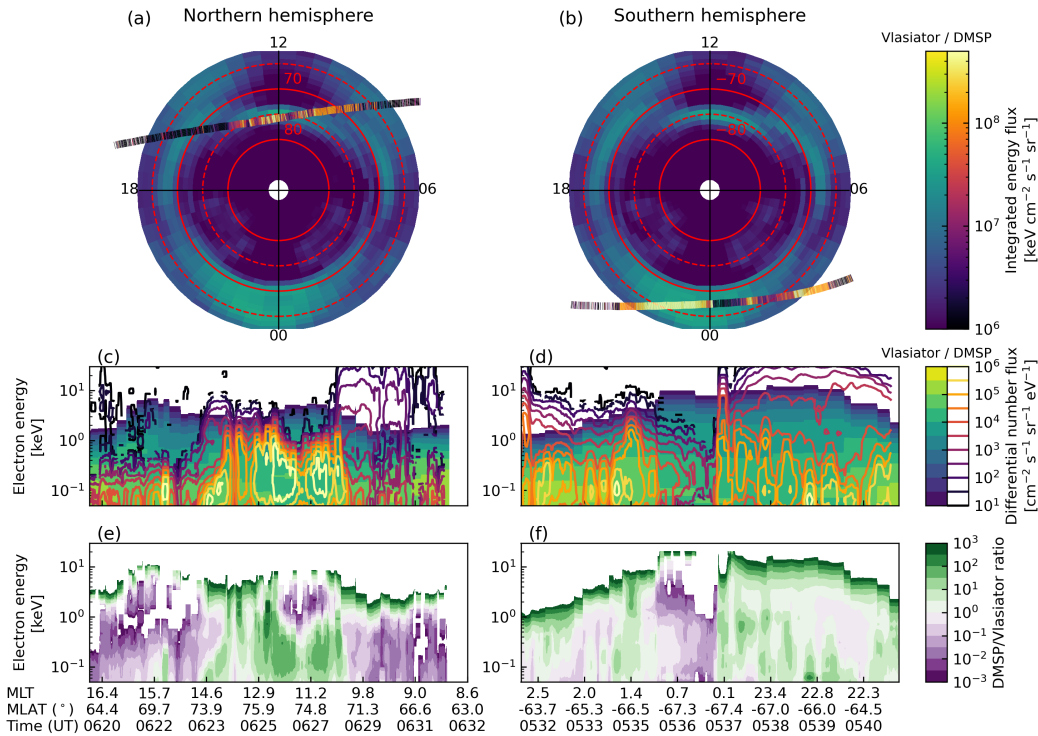 (a) Northern hemisphere
(b) Southern hemisphere
Vlasiator / DMSP
12
70
80
18
06
00
12
−70
−80
18
06
00
10⁸
10⁷
10⁶
Integrated energy flux
[keV cm⁻² s⁻¹ sr⁻¹]
(c)
(d)
Vlasiator / DMSP
Electron energy
[keV]
10¹
10⁰
10⁻¹
10¹
10⁰
10⁻¹
10⁶
10⁵
10⁴
10³
10²
10¹
Differential number flux
[cm⁻² s⁻¹ sr⁻¹ eV⁻¹]
(e)
(f)
Electron energy
[keV]
10¹
10⁰
10⁻¹
10¹
10⁰
10⁻¹
10³
10²
10¹
10⁰
10⁻¹
10⁻²
10⁻³
DMSP/Vlasiator ratio
MLT 16.4 15.7 14.6 12.9 11.2 9.8 9.0 8.6 2.5 2.0 1.4 0.7 0.1 23.4 22.8 22.3
MLAT (°) 64.4 69.7 73.9 75.9 74.8 71.3 66.6 63.0 -63.7 -65.3 -66.5 -67.3 -67.4 -67.0 -66.0 -64.5
Time (UT) 0620 0622 0623 0625 0627 0629 0631 0632 0532 0533 0535 0536 0537 0538 0539 0540